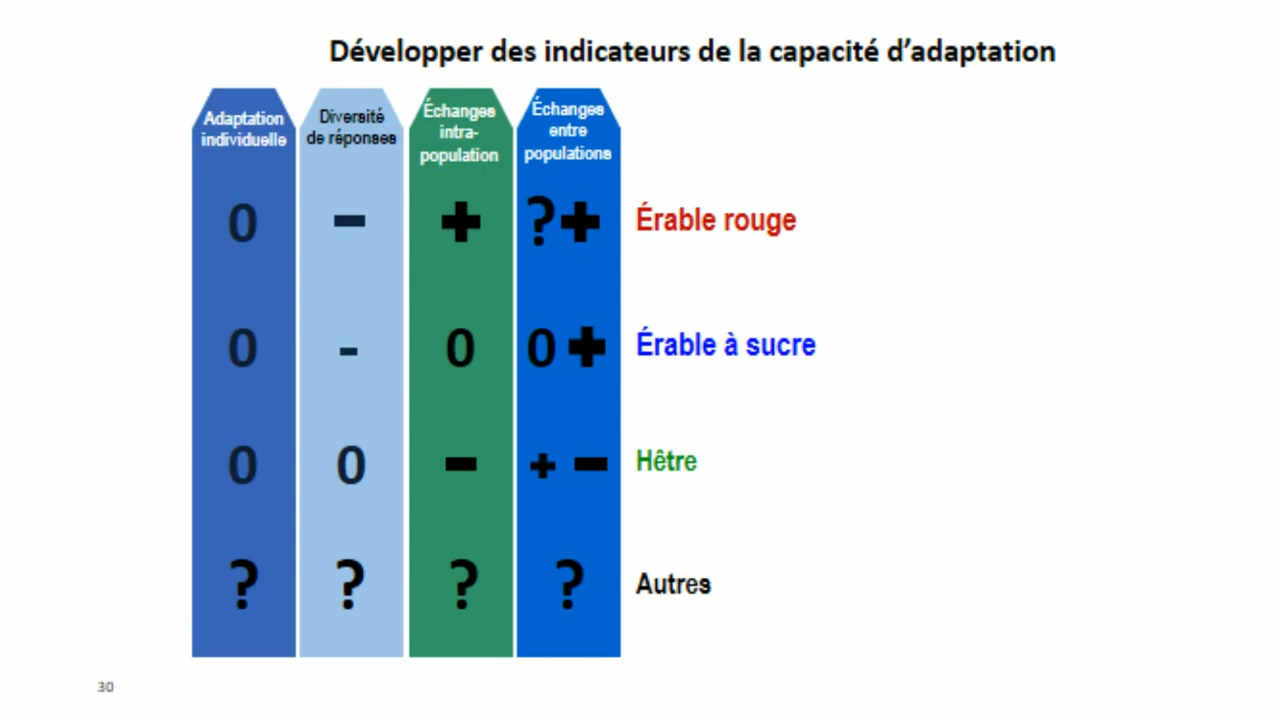 Développer des indicateurs de la capacité d’adaptation
Adaptation
individuelle
Diversité
de réponses
Échanges
intra-
population
Échanges
entre
populations
0 - + ?+ Érable rouge
0 - 0 0 + Érable à sucre
0 0 - + - Hêtre
? ? ? ? Autres
30